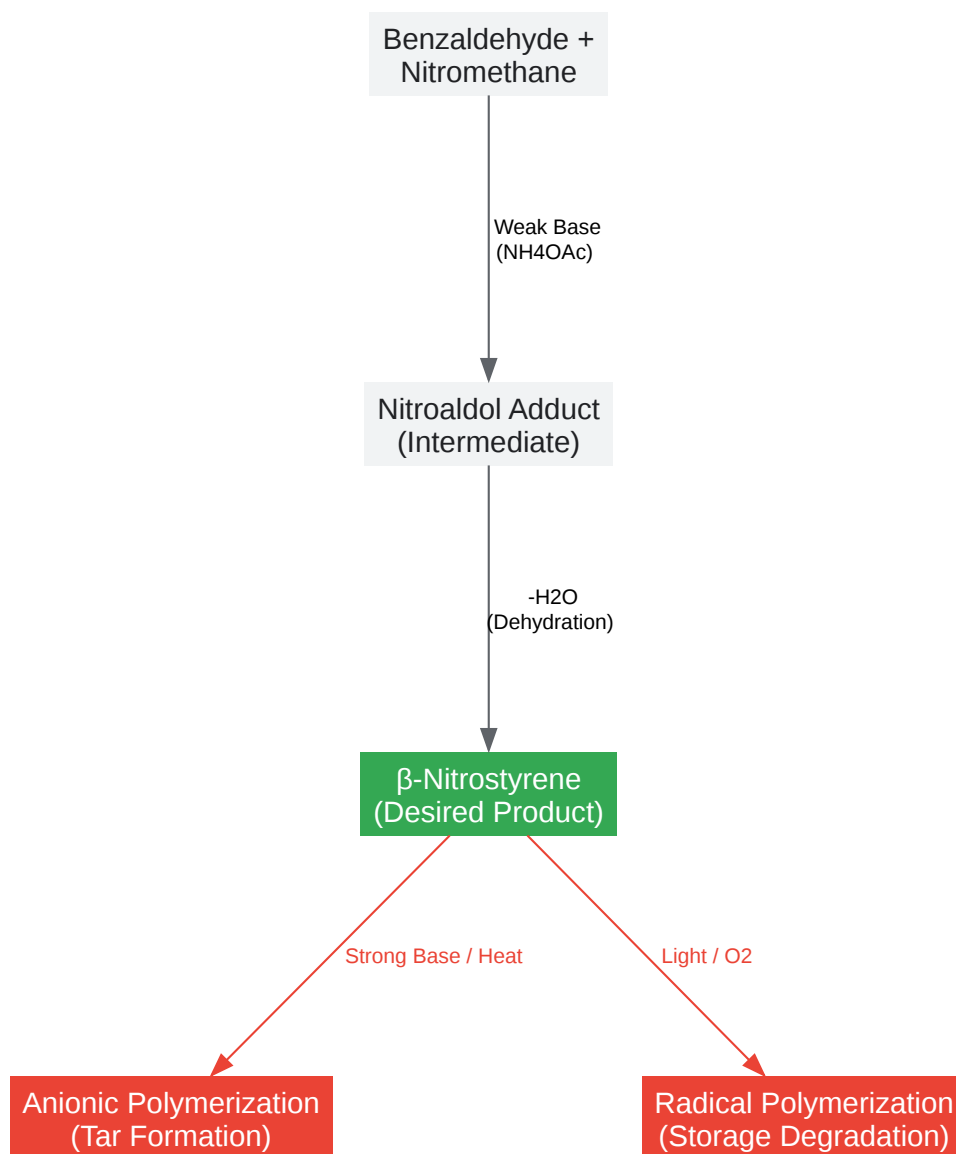 Benzaldehyde +
Nitromethane
Weak Base
(NH4OAc)
Nitroaldol Adduct
(Intermediate)
-H2O
(Dehydration)
β-Nitrostyrene
(Desired Product)
Strong Base / Heat
Light / O2
Anionic Polymerization
(Tar Formation)
Radical Polymerization
(Storage Degradation)